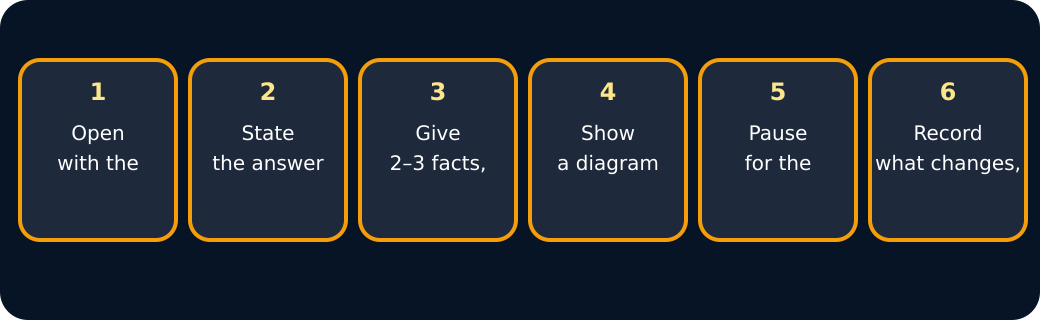 1
Open
with the
2
State
the answer
3
Give
2–3 facts,
4
Show
a diagram
5
Pause
for the
6
Record
what changes,